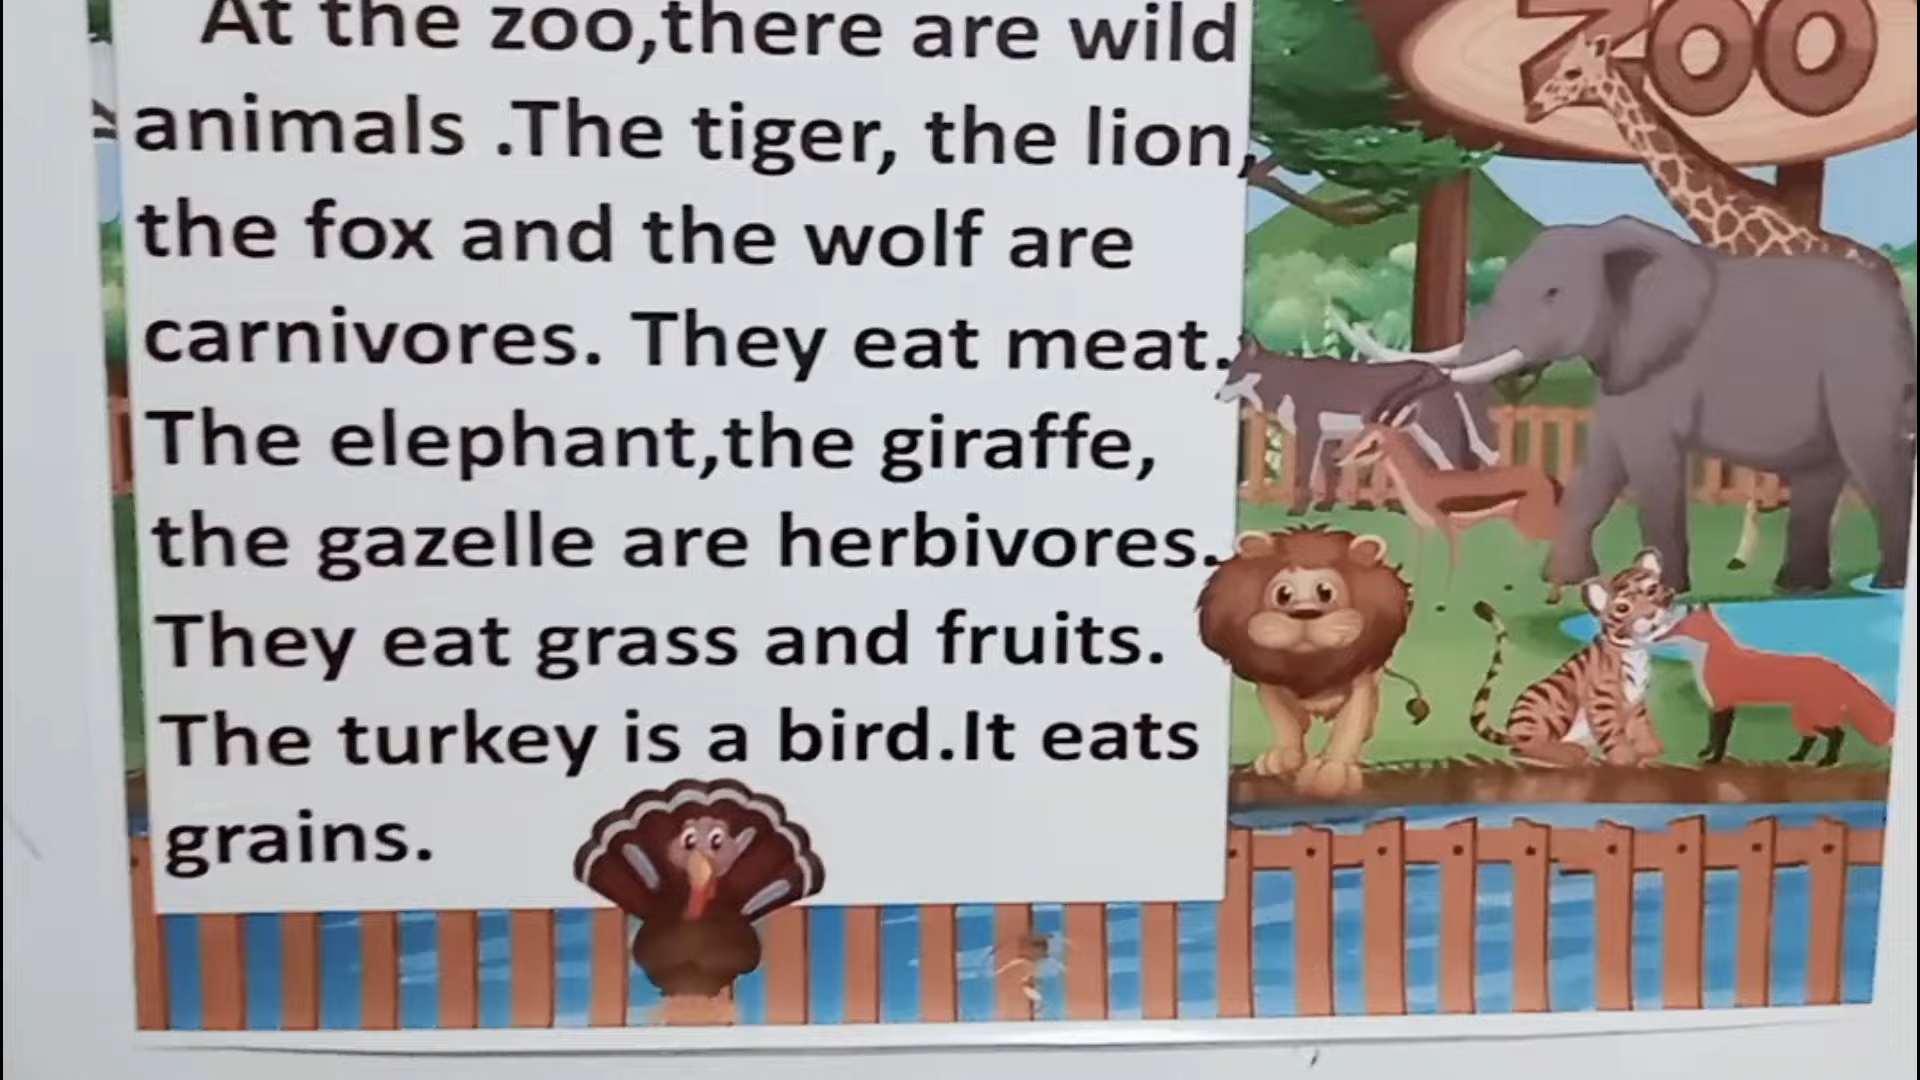 At the zoo,there are wild
animals .The tiger, the lion,
the fox and the wolf are
carnivores. They eat meat.
The elephant,the giraffe,
the gazelle are herbivores.
They eat grass and fruits.
The turkey is a bird.It eats
grains.
ZOO